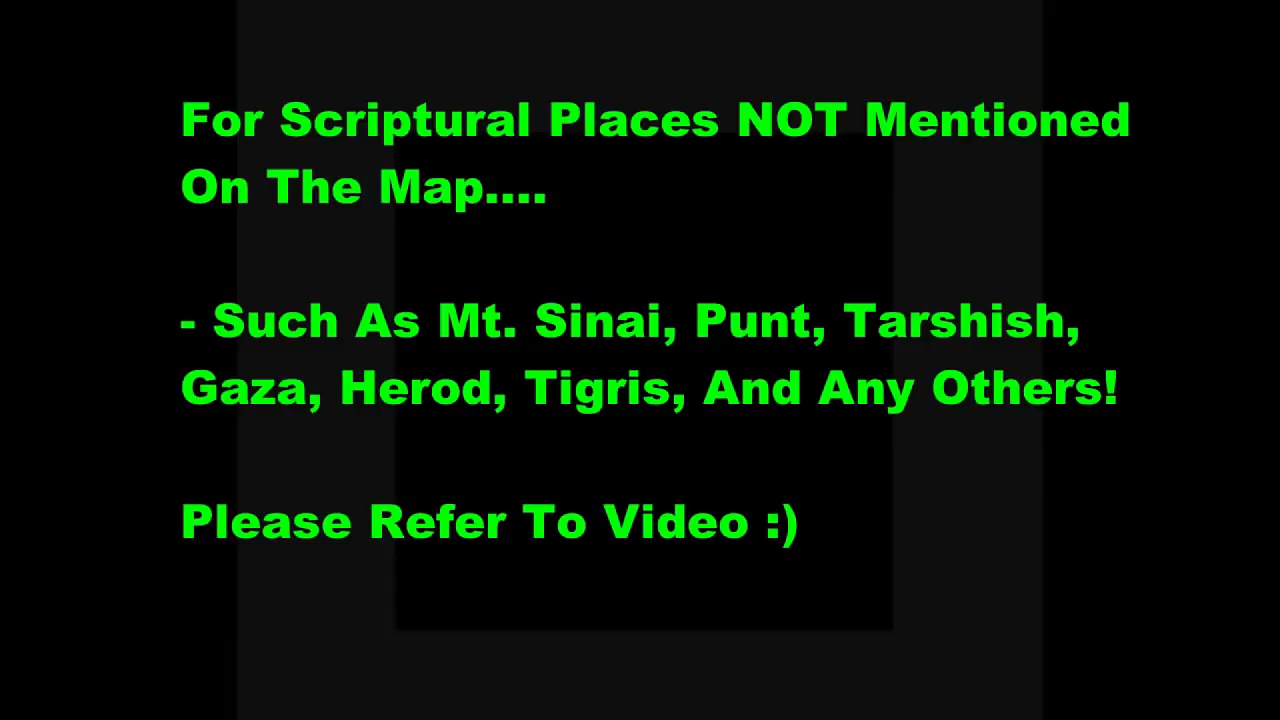 For Scriptural Places NOT Mentioned
On The Map....
- Such As Mt. Sinai, Punt, Tarshish,
Gaza, Herod, Tigris, And Any Others!
Please Refer To Video :)